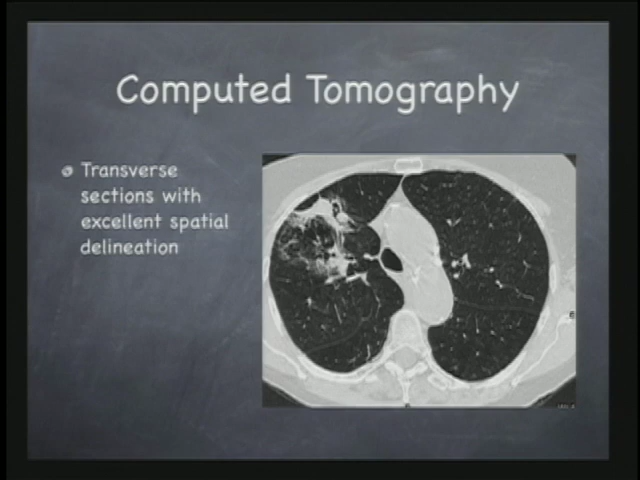 Computed Tomography
Transverse
sections with
excellent spatial
delineation